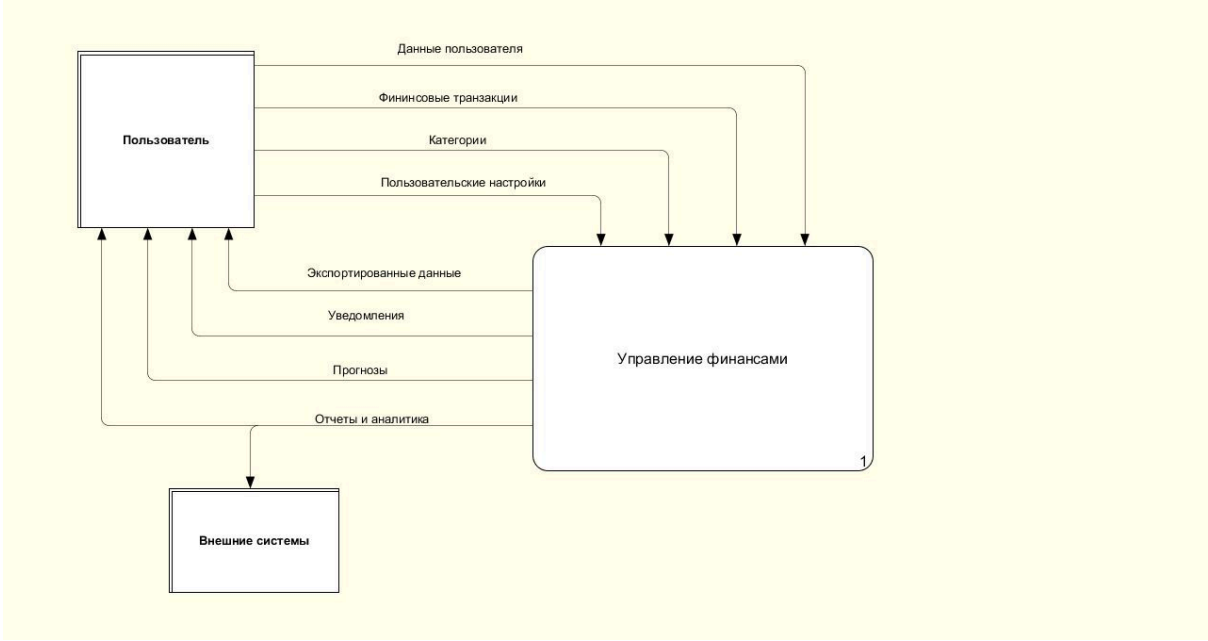 Данные пользователя
Фининсовые транзакции
Пользователь
Категории
Пользовательские настройки
Экспортированные данные
Уведомления
Управление финансами
Прогнозы
Отчеты и аналитика
1
Внешние системы